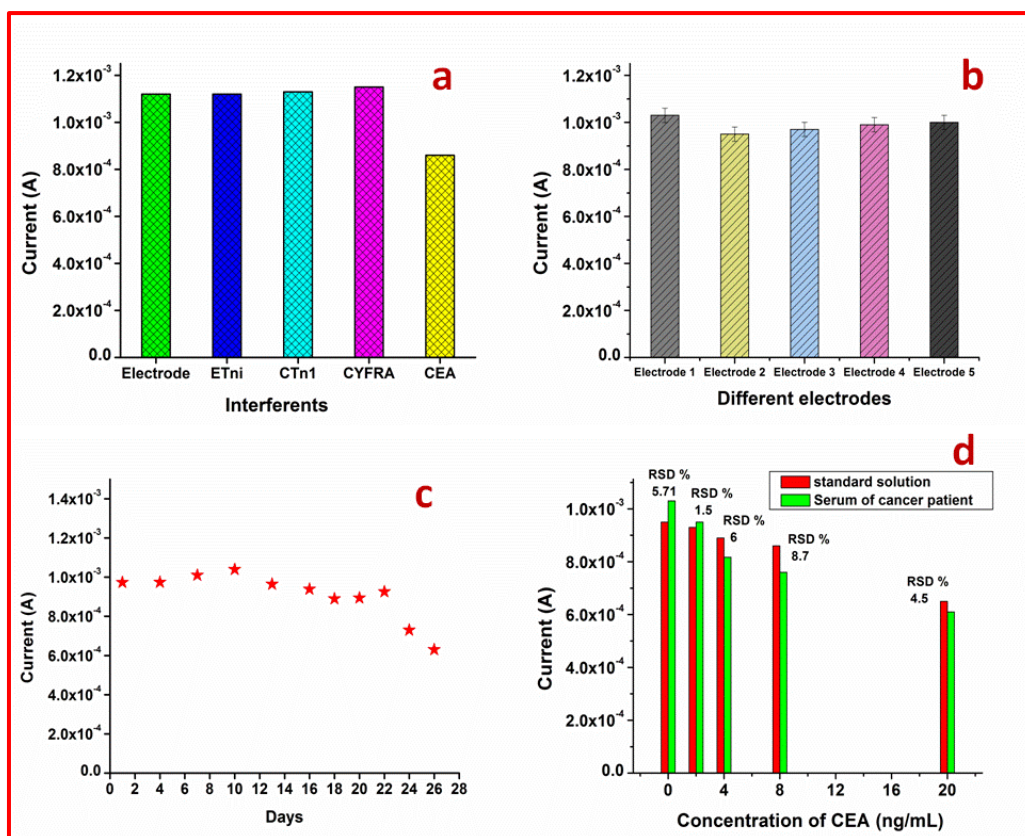 a
1.2x10⁻³
1.0x10⁻³
8.0x10⁻⁴
6.0x10⁻⁴
4.0x10⁻⁴
2.0x10⁻⁴
0.0
Current (A)
Electrode ETni CTn1 CYFRA CEA
Interferents
b
1.2x10⁻³
1.0x10⁻³
8.0x10⁻⁴
6.0x10⁻⁴
4.0x10⁻⁴
2.0x10⁻⁴
0.0
Current (A)
Electrode 1 Electrode 2 Electrode 3 Electrode 4 Electrode 5
Different electrodes
c
1.4x10⁻³
1.2x10⁻³
1.0x10⁻³
8.0x10⁻⁴
6.0x10⁻⁴
4.0x10⁻⁴
2.0x10⁻⁴
0.0
Current (A)
0 2 4 6 8 10 12 14 16 18 20 22 24 26 28
Days
d
standard solution
Serum of cancer patient
RSD %
5.71
RSD %
1.5
RSD %
6
RSD %
8.7
RSD %
4.5
1.0x10⁻³
8.0x10⁻⁴
6.0x10⁻⁴
4.0x10⁻⁴
2.0x10⁻⁴
0.0
Current (A)
0 4 8 12 16 20
Concentration of CEA (ng/mL)